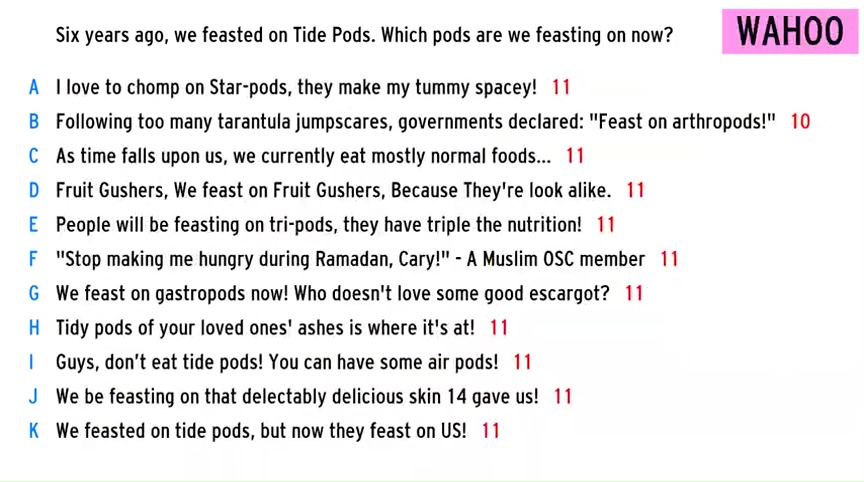 Six years ago, we feasted on Tide Pods. Which pods are we feasting on now?
WAHOO
A I love to chomp on Star-pods, they make my tummy spacey! 11
B Following too many tarantula jumpscares, governments declared: "Feast on arthropods!" 10
C As time falls upon us, we currently eat mostly normal foods... 11
D Fruit Gushers, We feast on Fruit Gushers, Because They're look alike. 11
E People will be feasting on tri-pods, they have triple the nutrition! 11
F "Stop making me hungry during Ramadan, Cary!" - A Muslim OSC member 11
G We feast on gastropods now! Who doesn't love some good escargot? 11
H Tidy pods of your loved ones' ashes is where it's at! 11
I Guys, don’t eat tide pods! You can have some air pods! 11
J We be feasting on that delectably delicious skin 14 gave us! 11
K We feasted on tide pods, but now they feast on US! 11